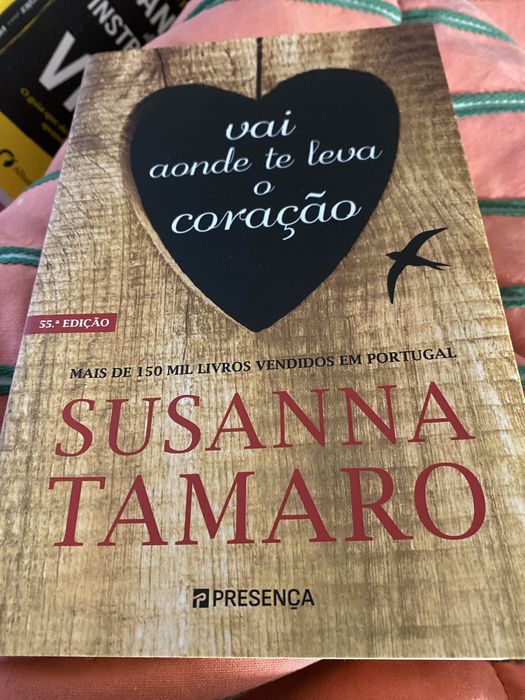 vai
aonde te leva
o
coração
55.ª EDIÇÃO
MAIS DE 150 MIL LIVROS VENDIDOS EM PORTUGAL
SUSANNA
TAMARO
PRESENÇA